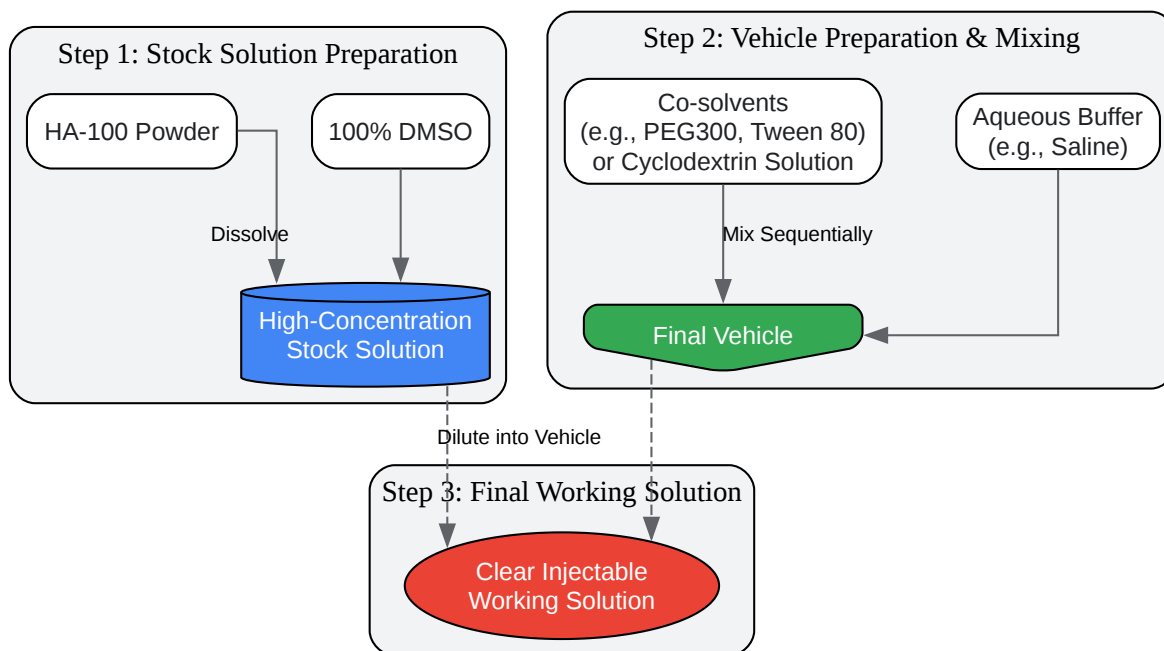 Step 1: Stock Solution Preparation
HA-100 Powder
100% DMSO
Dissolve
High-Concentration
Stock Solution
Step 2: Vehicle Preparation & Mixing
Co-solvents
(e.g., PEG300, Tween 80)
or Cyclodextrin Solution
Aqueous Buffer
(e.g., Saline)
Mix Sequentially
Final Vehicle
Dilute into Vehicle
Step 3: Final Working Solution
Clear Injectable
Working Solution